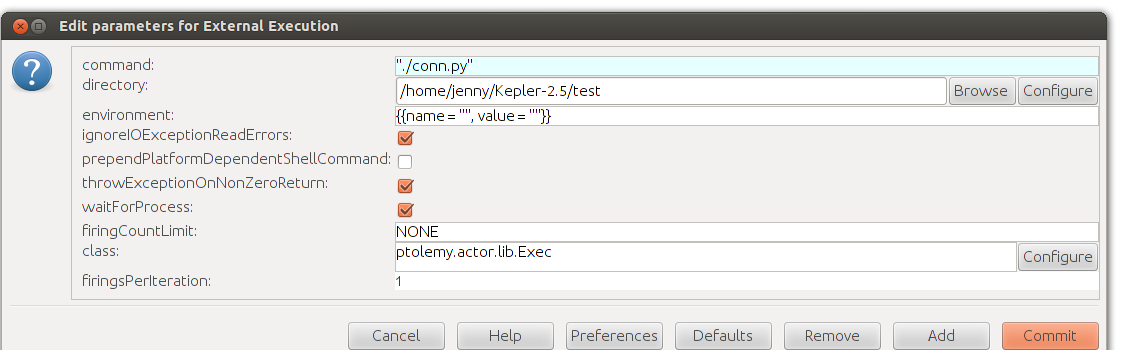 Edit parameters for External Execution
?
command: "./conn.py"
directory: /home/jenny/Kepler-2.5/test Browse Configure
environment: {{name = "", value = ""}}
ignoreIOExceptionReadErrors:
prependPlatformDependentShellCommand:
throwExceptionOnNonZeroReturn:
waitForProcess:
firingCountLimit: NONE
class: ptolemy.actor.lib.Exec Configure
firingsPerIteration: 1
Cancel Help Preferences Defaults Remove Add Commit